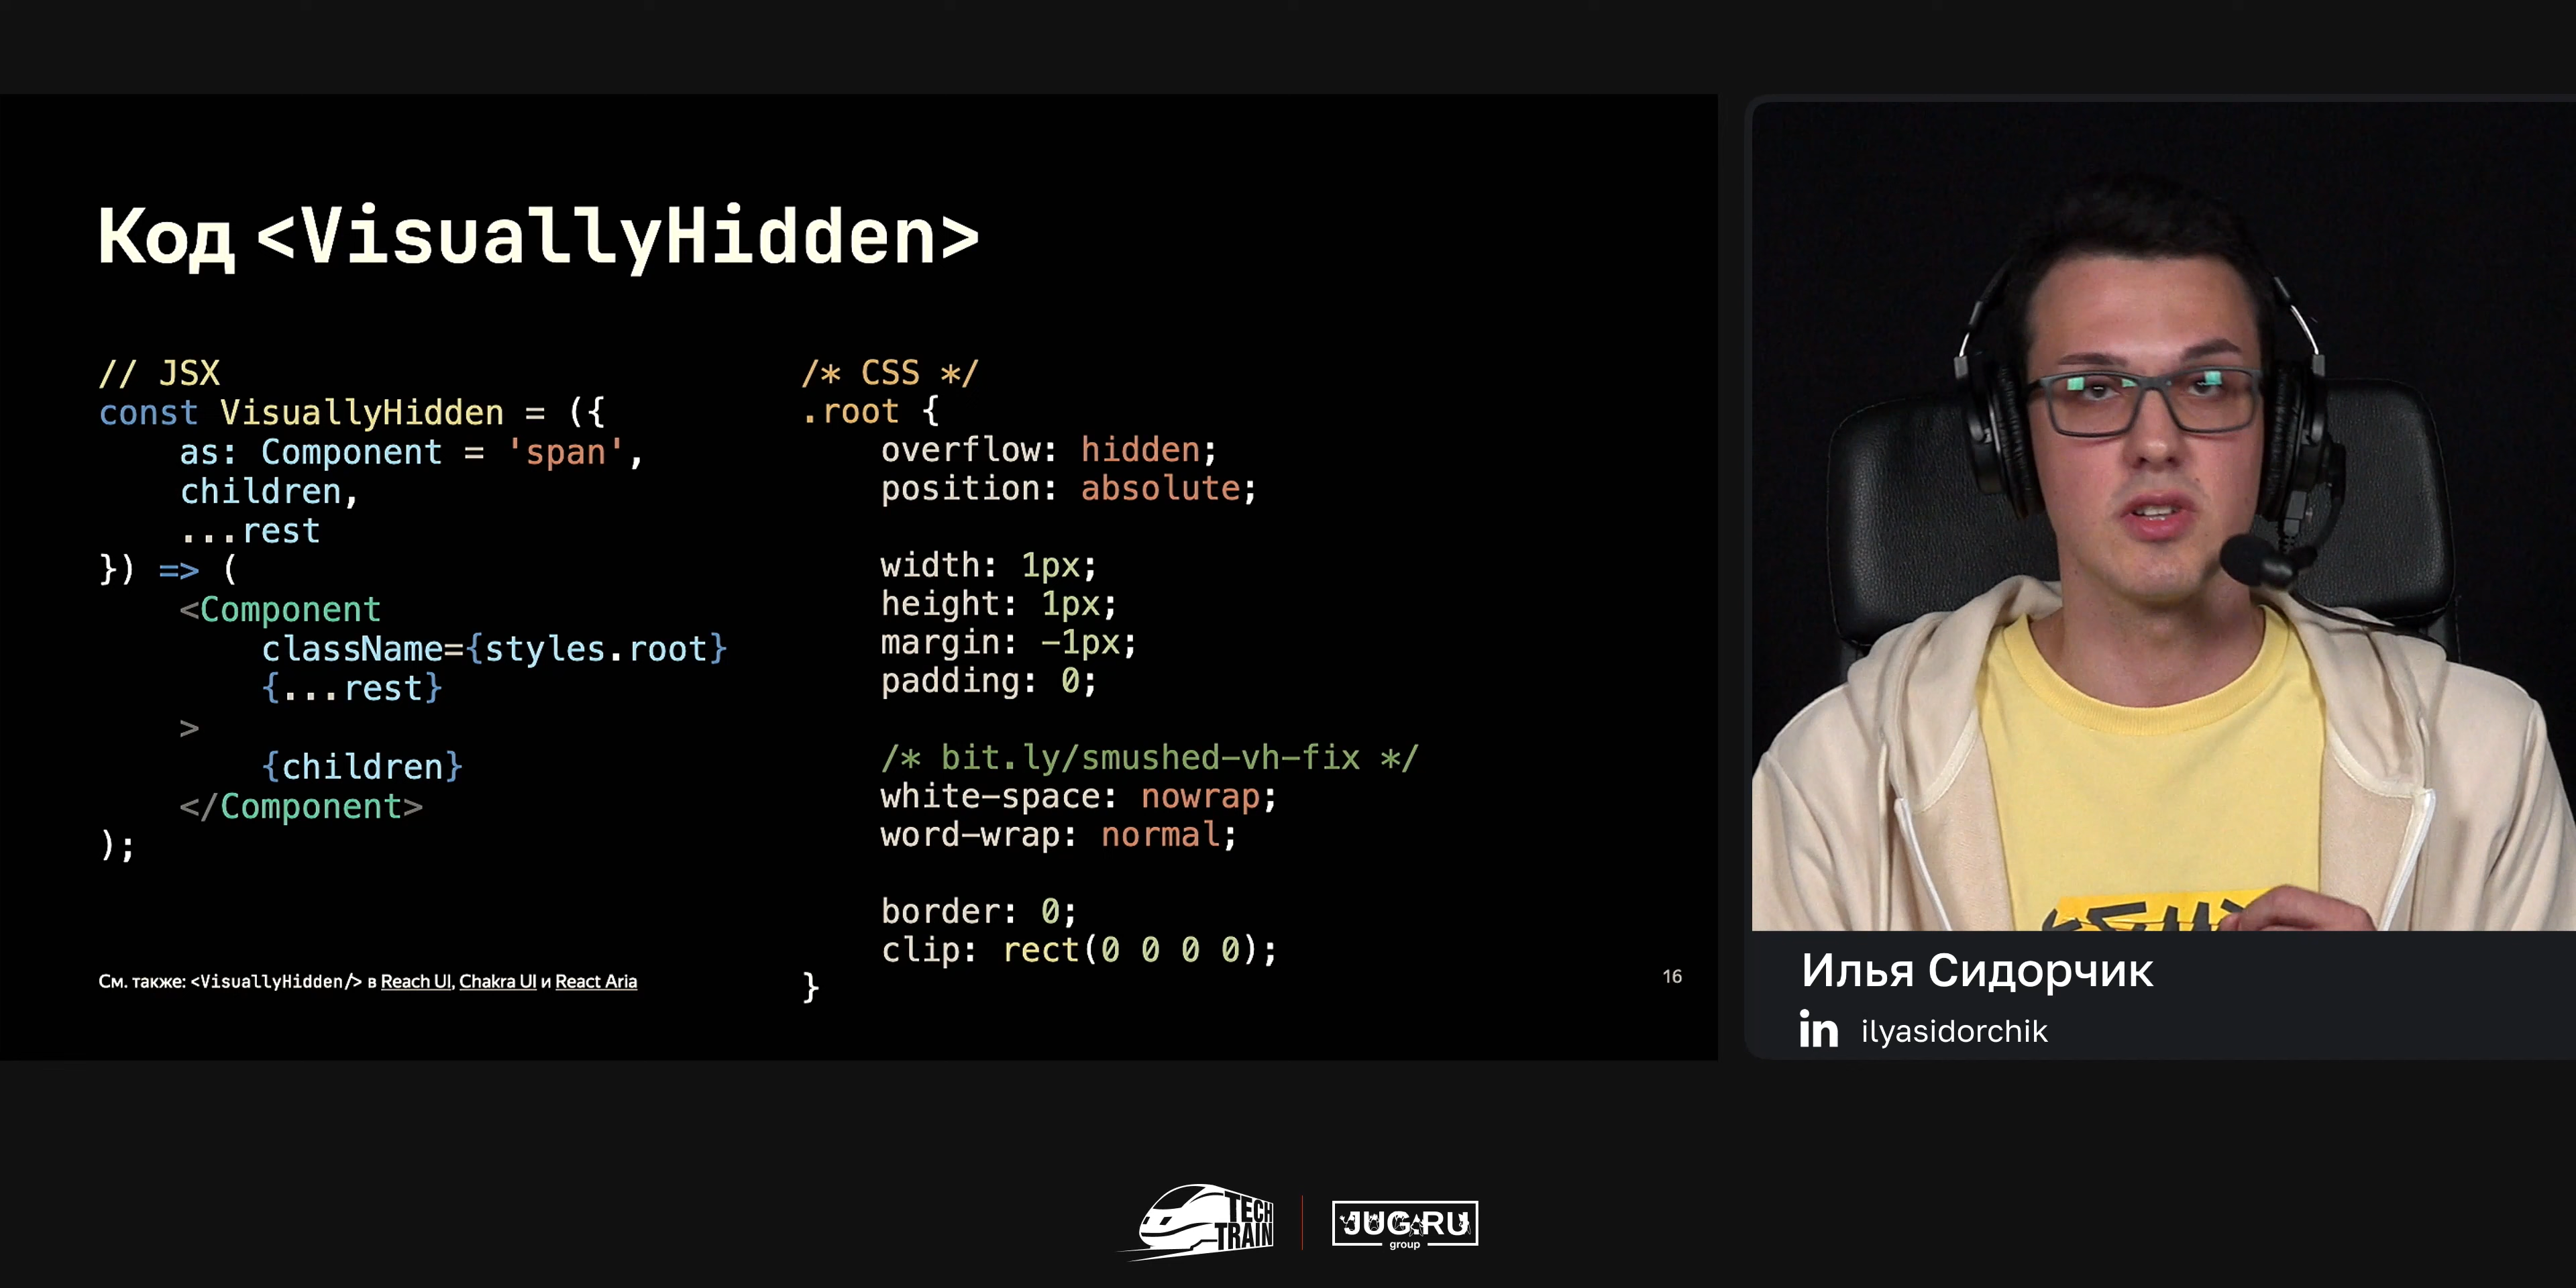 Код <VisuallyHidden>
// JSX
const VisuallyHidden = ({
    as: Component = 'span',
    children,
    ...rest
}) => (
    <Component
        className={styles.root}
        {...rest}
    >
        {children}
    </Component>
);
См. также: <VisuallyHidden/> в Reach UI, Chakra UI и React Aria
/* CSS */
.root {
    overflow: hidden;
    position: absolute;
    width: 1px;
    height: 1px;
    margin: -1px;
    padding: 0;
    /* bit.ly/smushed-vh-fix */
    white-space: nowrap;
    word-wrap: normal;
    border: 0;
    clip: rect(0 0 0 0);
}
16
Илья Сидорчик
in ilyasidorchik
TECH
TRAIN
JUG.RU
group